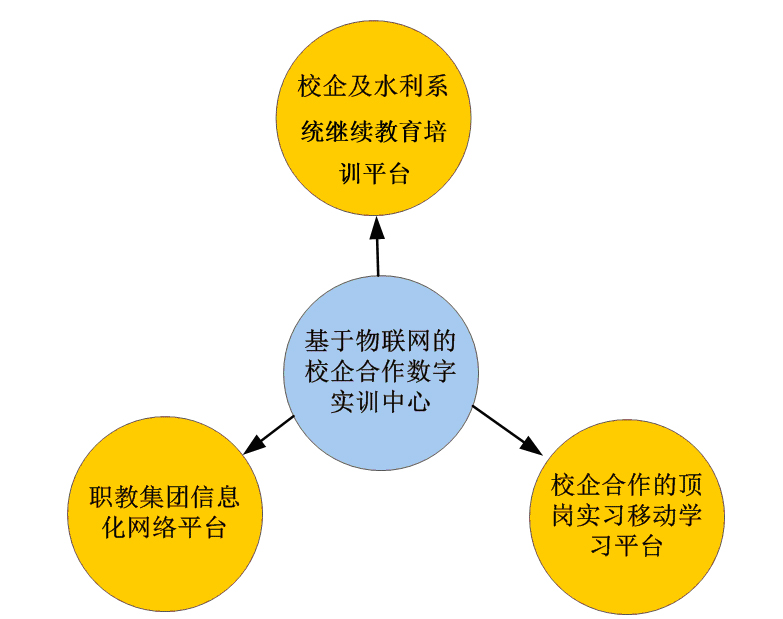 校企及水利系
统继续教育培
训平台
基于物联网的
校企合作数字
实训中心
职教集团信息
化网络平台
校企合作的顶
岗实习移动学
习平台